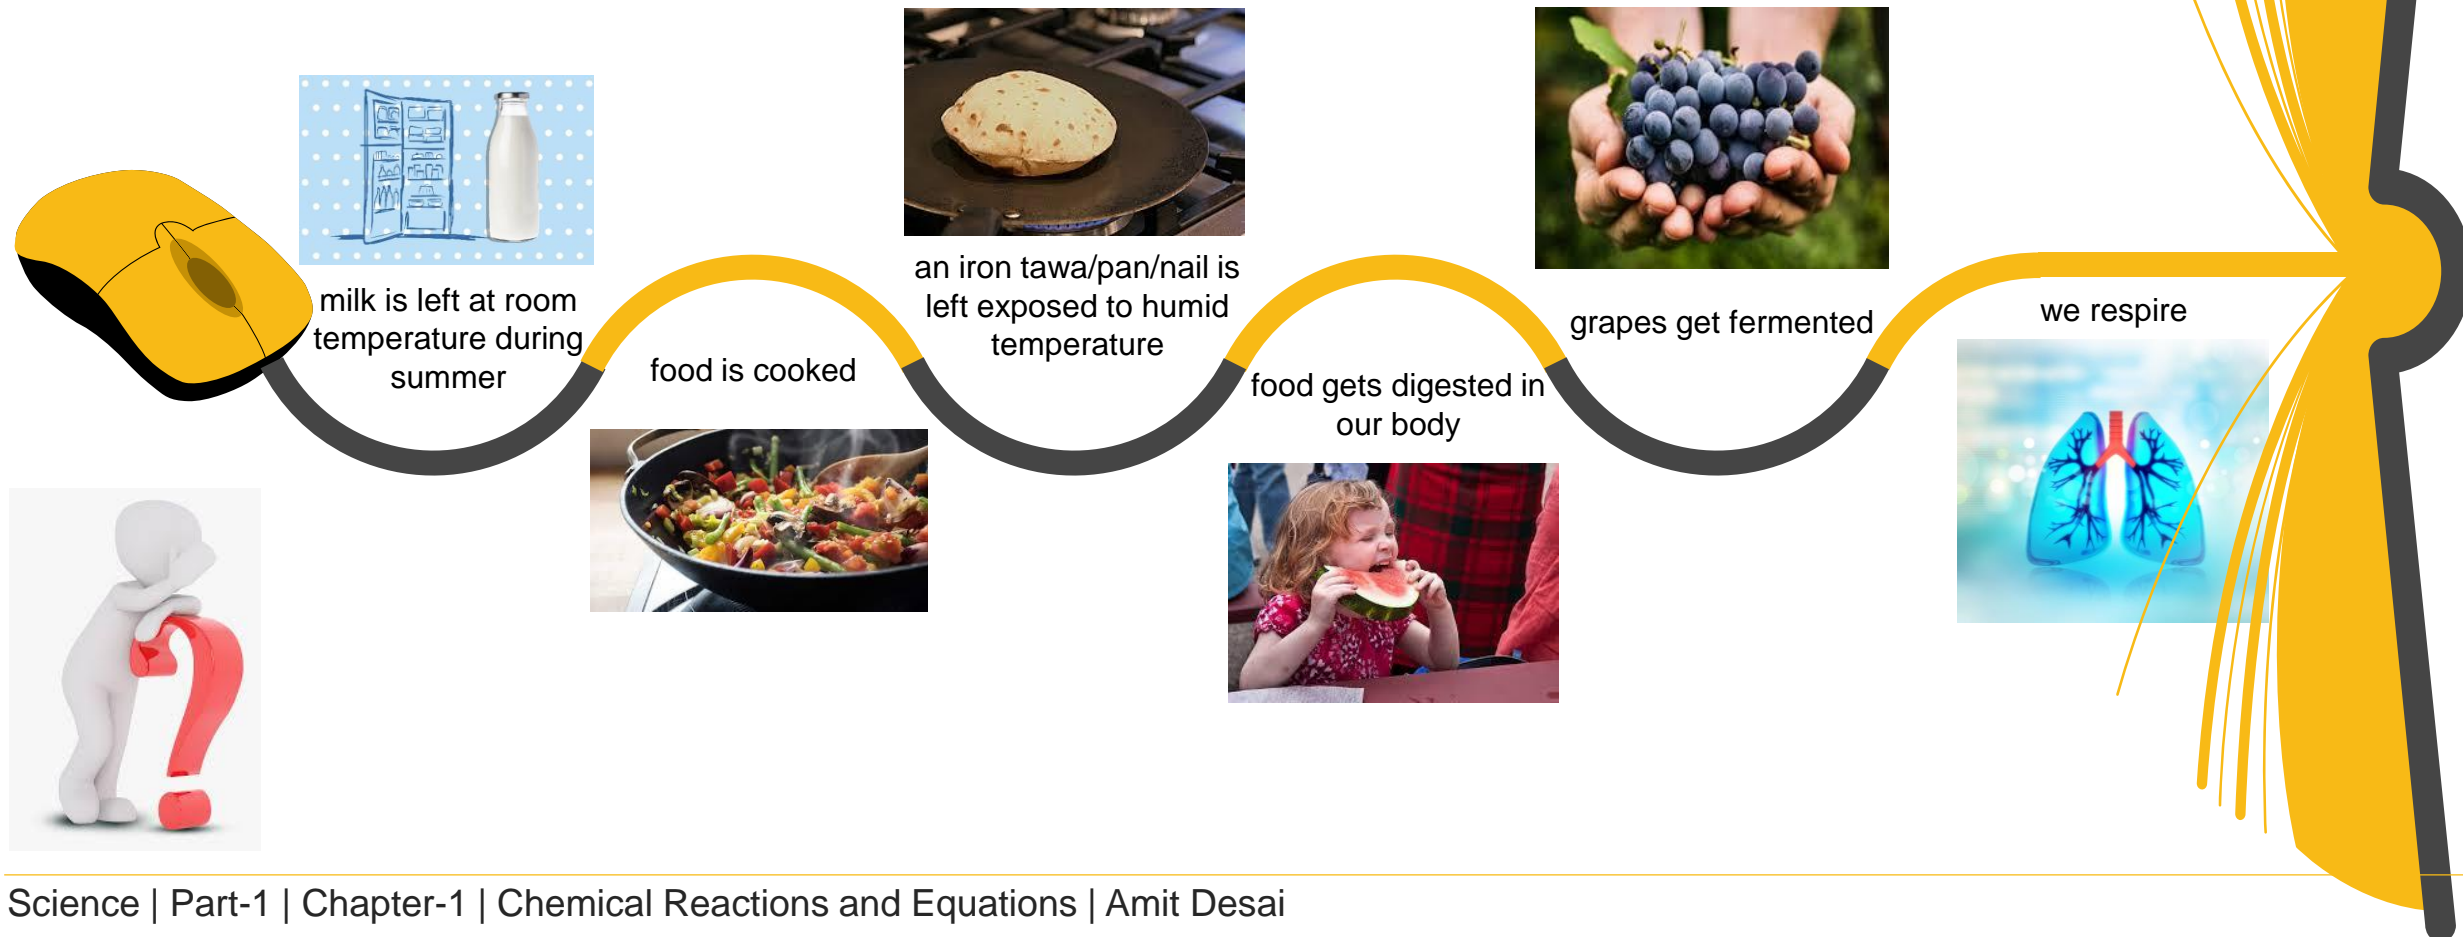 milk is left at room
temperature during
summer
food is cooked
an iron tawa/pan/nail is
left exposed to humid
temperature
food gets digested in
our body
grapes get fermented
we respire
Science | Part-1 | Chapter-1 | Chemical Reactions and Equations | Amit Desai